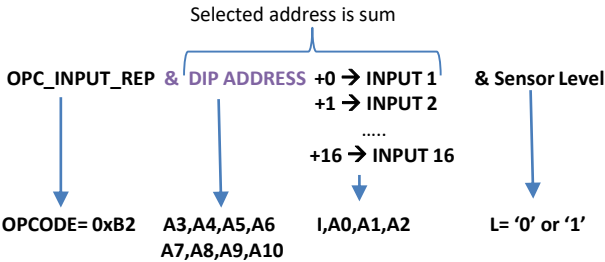 Selected address is sum
OPC_INPUT_REP & DIP ADDRESS +0 → INPUT 1 & Sensor Level
+1 → INPUT 2
.....
+16 → INPUT 16
OPCODE= 0xB2 A3,A4,A5,A6 I,A0,A1,A2 L= ‘0’ or ‘1’
A7,A8,A9,A10